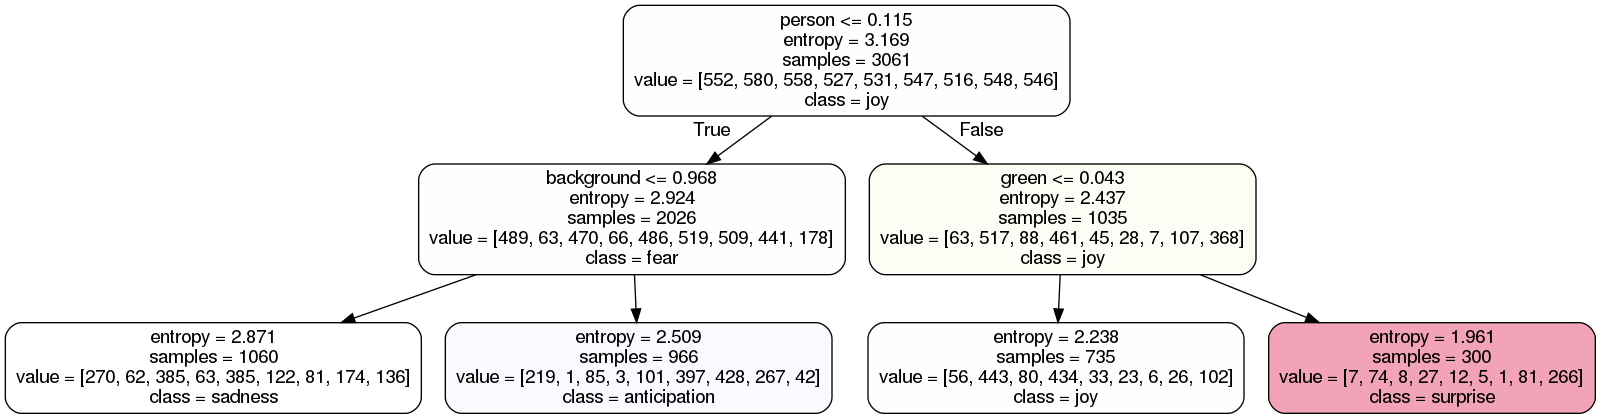 person <= 0.115
entropy = 3.169
samples = 3061
value = [552, 580, 558, 527, 531, 547, 516, 548, 546]
class = joy
True
False
background <= 0.968
entropy = 2.924
samples = 2026
value = [489, 63, 470, 66, 486, 519, 509, 441, 178]
class = fear
green <= 0.043
entropy = 2.437
samples = 1035
value = [63, 517, 88, 461, 45, 28, 7, 107, 368]
class = joy
entropy = 2.871
samples = 1060
value = [270, 62, 385, 63, 385, 122, 81, 174, 136]
class = sadness
entropy = 2.509
samples = 966
value = [219, 1, 85, 3, 101, 397, 428, 267, 42]
class = anticipation
entropy = 2.238
samples = 735
value = [56, 443, 80, 434, 33, 23, 6, 26, 102]
class = joy
entropy = 1.961
samples = 300
value = [7, 74, 8, 27, 12, 5, 1, 81, 266]
class = surprise